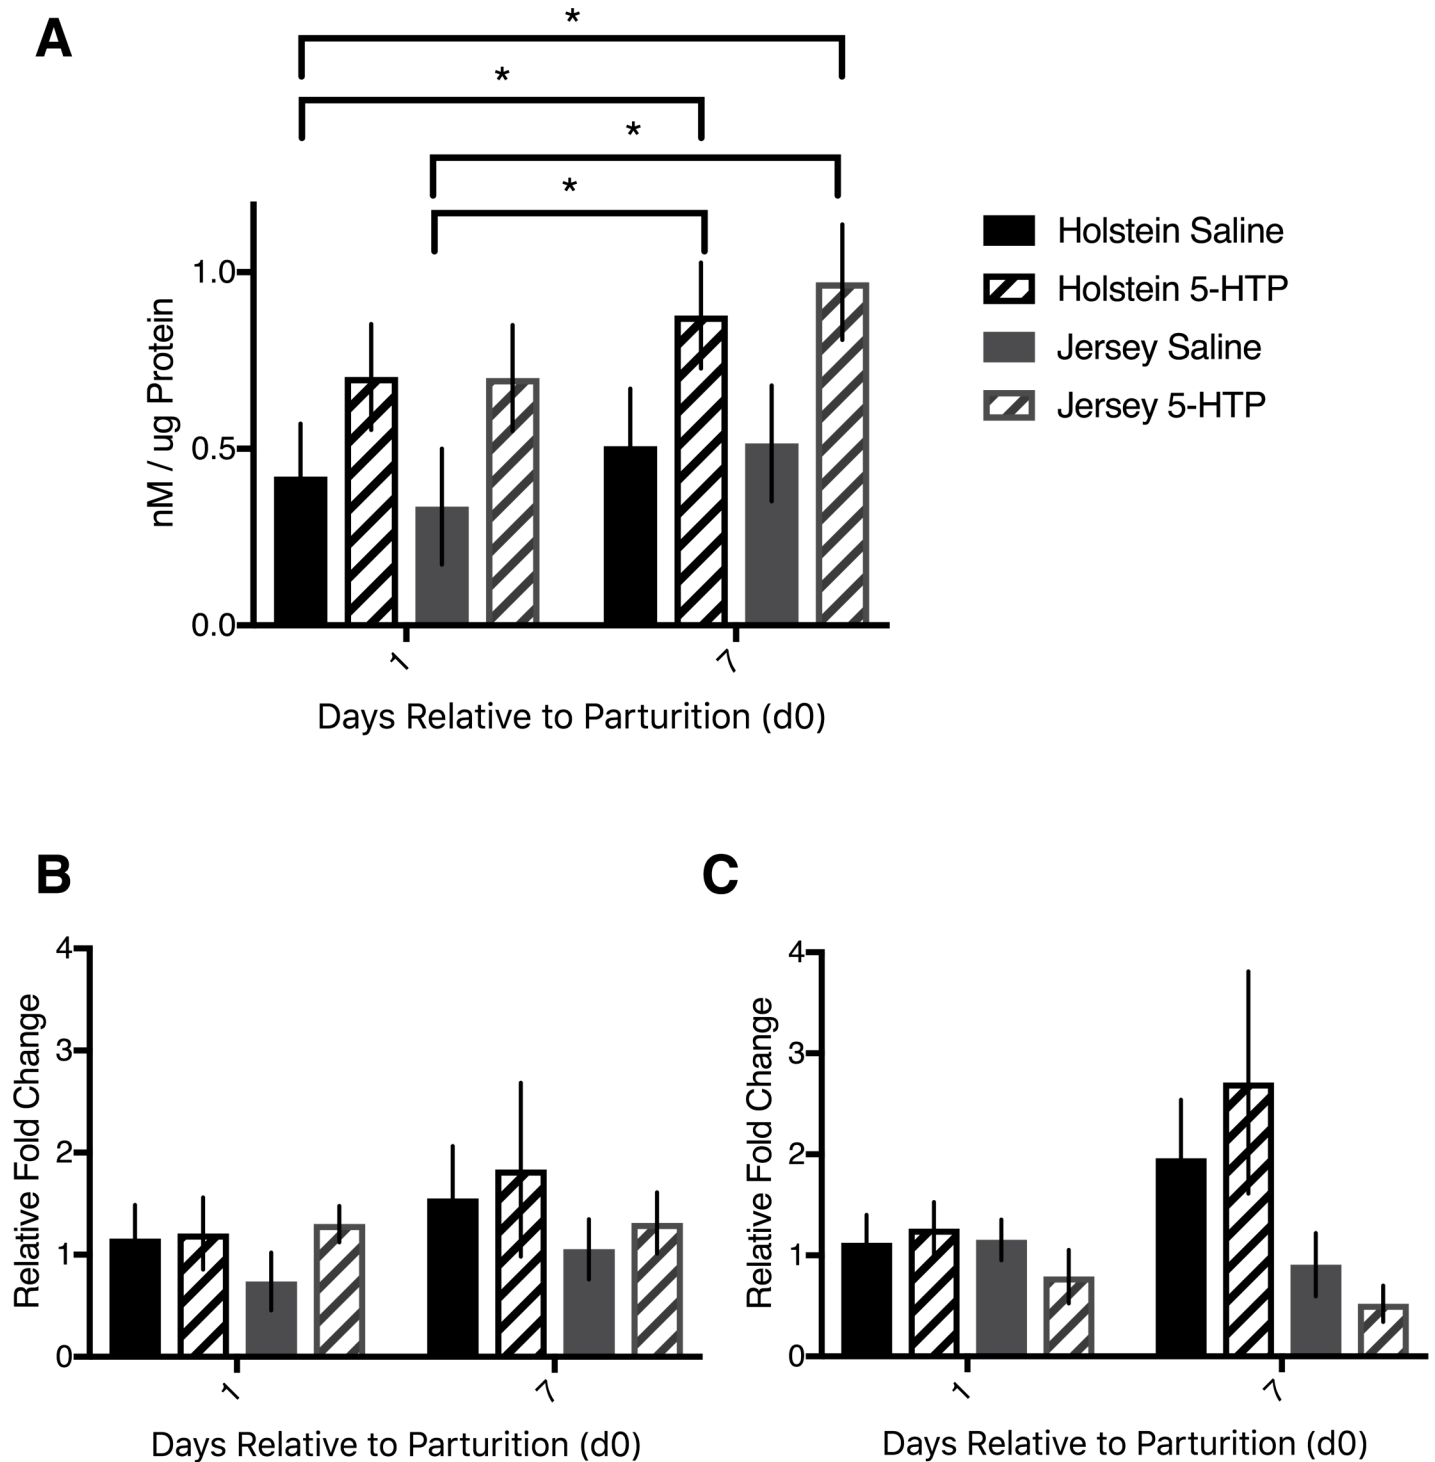 A
*
*
*
*
Holstein Saline
Holstein 5-HTP
Jersey Saline
Jersey 5-HTP
nM / ug Protein
1.0
0.5
0.0
1
7
Days Relative to Parturition (d0)
B
Relative Fold Change
4
3
2
1
0
1
7
Days Relative to Parturition (d0)
C
Relative Fold Change
4
3
2
1
0
1
7
Days Relative to Parturition (d0)